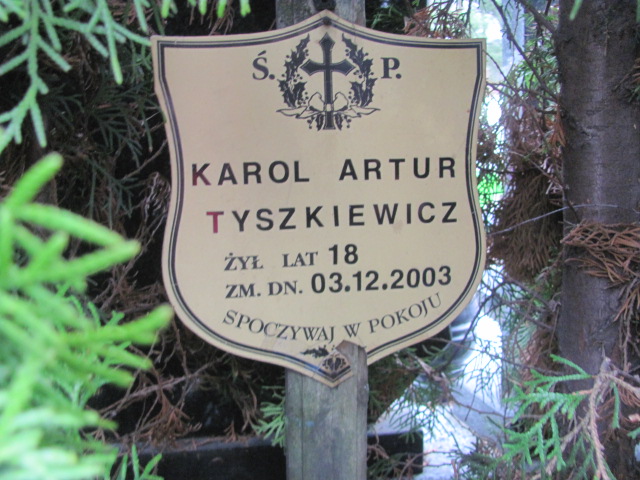 Ś. P.
KAROL ARTUR
TYSZKIEWICZ
ŻYŁ LAT 18
ZM. DN. 03.12.2003
SPOCZYWAJ W POKOJU